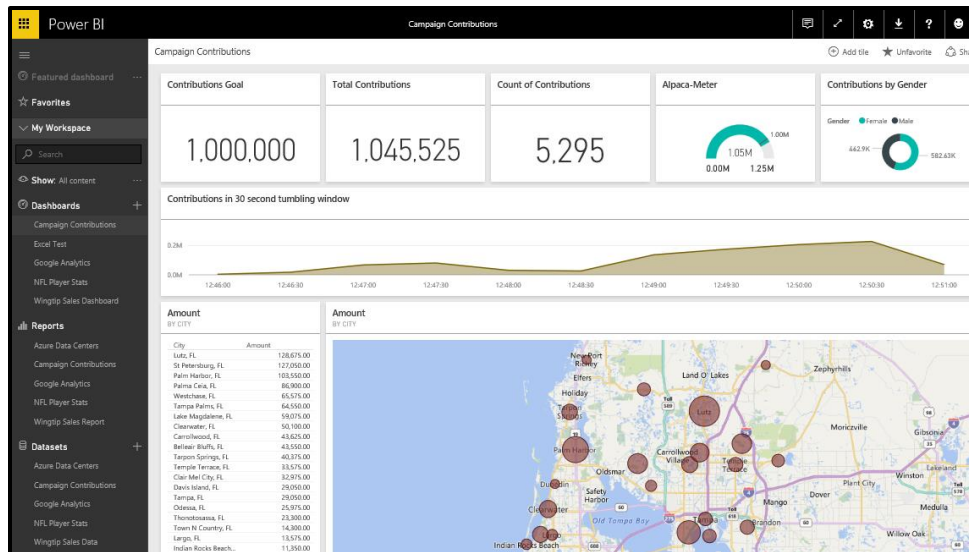 Power BI
Campaign Contributions
Campaign Contributions
Add tile
Unfavorite
Featured dashboard
Favorites
My Workspace
Search
Show: All content
Dashboards
Campaign Contributions
Excel Test
Google Analytics
NFL Player Stats
Wingtip Sales Dashboard
Reports
Azure Data Centers
Campaign Contributions
Google Analytics
NFL Player Stats
Wingtip Sales Report
Datasets
Azure Data Centers
Campaign Contributions
Google Analytics
NFL Player Stats
Wingtip Sales Data
Contributions Goal
1,000,000
Total Contributions
1,045,525
Count of Contributions
5,295
Alpaca-Meter
1.00M
1.05M
0.00M 1.25M
Contributions by Gender
Gender Female Male
582.63K
Contributions in 30 second tumbling window
0.2M
0.0M
12:46:00 12:46:30 12:47:00 12:47:30 12:48:00 12:48:30 12:49:00 12:49:30 12:50:00 12:50:30 12:51:00
Amount
BY CITY
City Amount
Lutz, FL 128,675.00
St Petersburg, FL 127,050.00
Palm Harbor, FL 103,550.00
Palma Ceia, FL 86,900.00
Westchase, FL 65,575.00
Tampa Palms, FL 64,550.00
Lake Magdalene, FL 59,075.00
Clearwater, FL 50,100.00
Carrollwood, FL 43,625.00
Belleair Bluffs, FL 43,550.00
Tarpon Springs, FL 40,375.00
Temple Terrace, FL 33,575.00
Clair Mel City, FL 32,975.00
Davis Island, FL 29,050.00
Tampa, FL 29,050.00
Odessa, FL 25,975.00
Thonotosassa, FL 23,300.00
Town N Country, FL 14,300.00
Largo, FL 13,575.00
Indian Rocks Beach... 11,350.00
Amount
BY CITY
New Port
Richey
Elfers
Holiday
Tarpon
Springs
Land O' Lakes
Zephyrhills
Lutz
Moriczville
Gibsonia
Palm Harbor
Carrollwood
Village
Temple
Terrace
Oldsmar
Lakeland
Winston
Dunedin
Safety
Harbor
Plant City
Dover
Mango
Medulla
Clearwater
Old Tampa Bay
Tampa
Brandon
Willow Oak
Largo
Indian Rocks Beach